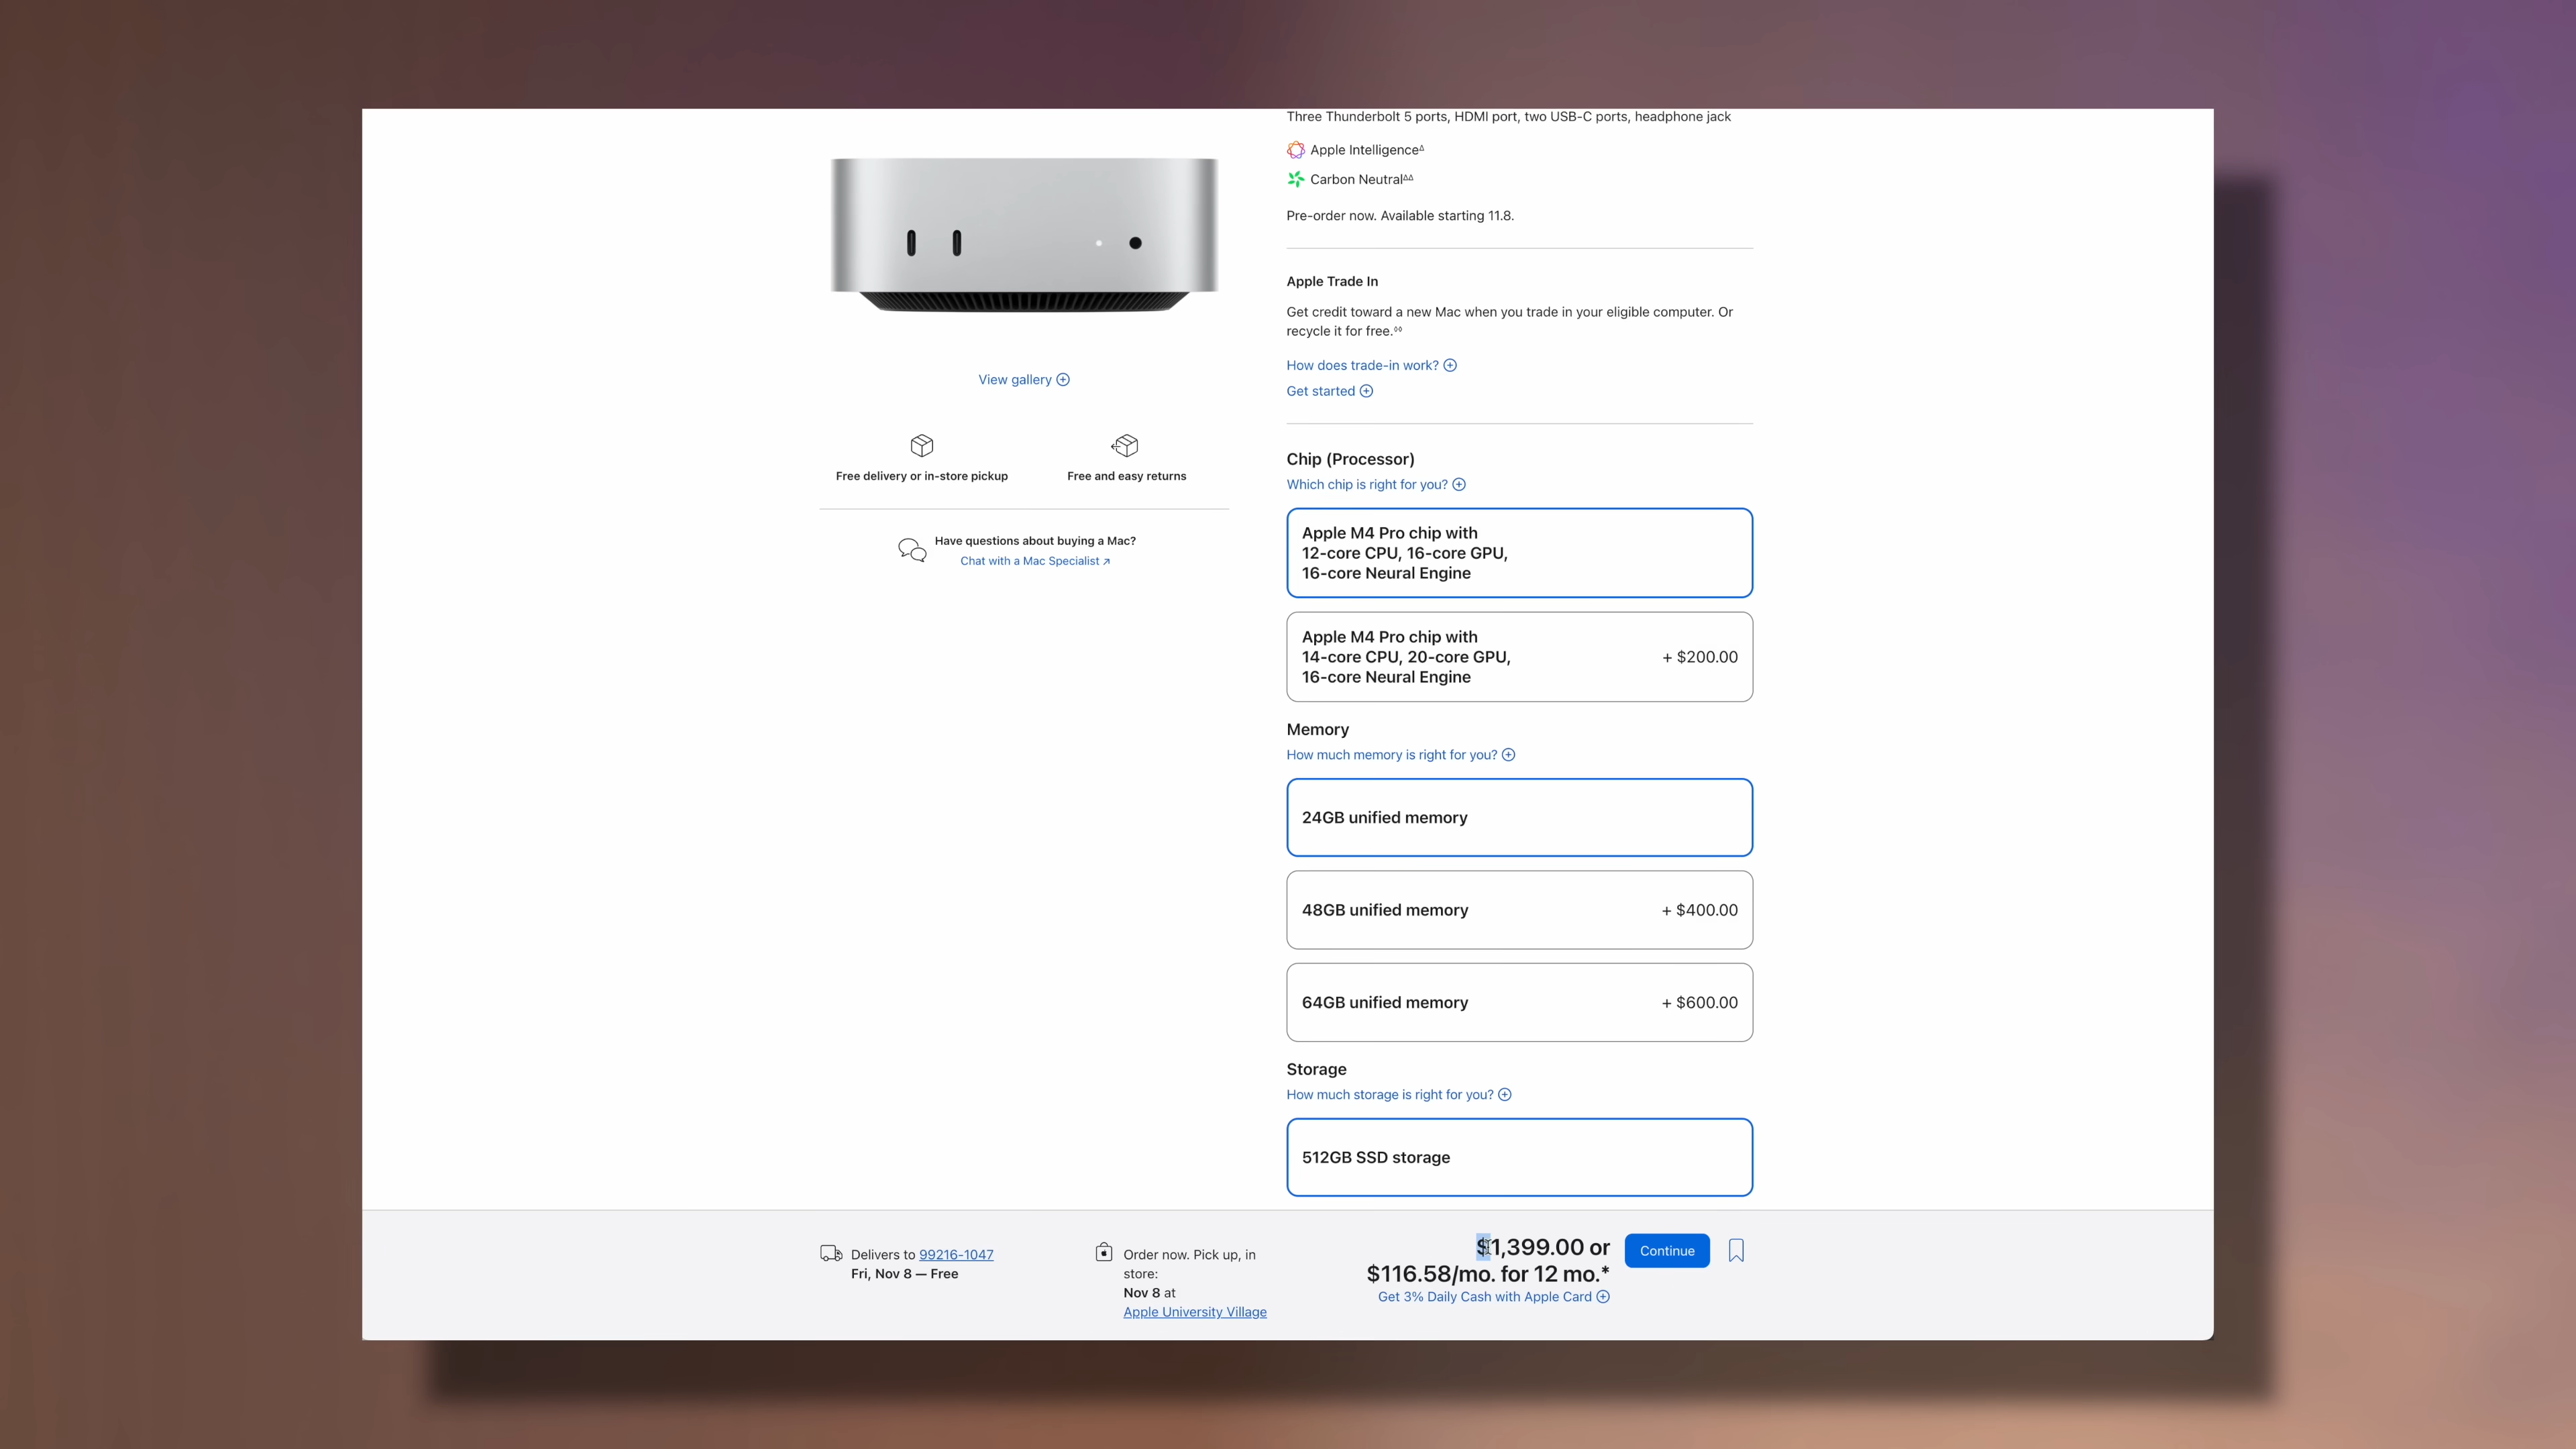 Three Thunderbolt 5 ports, HDMI port, two USB-C ports, headphone jack
Apple Intelligence∆
Carbon Neutral∆∆
Pre-order now. Available starting 11.8.
View gallery
Free delivery or in-store pickup
Free and easy returns
Have questions about buying a Mac?
Chat with a Mac Specialist ↗
Apple Trade In
Get credit toward a new Mac when you trade in your eligible computer. Or
recycle it for free.◊◊
How does trade-in work?
Get started
Chip (Processor)
Which chip is right for you?
Apple M4 Pro chip with
12-core CPU, 16-core GPU,
16-core Neural Engine
Apple M4 Pro chip with
14-core CPU, 20-core GPU,
16-core Neural Engine
+ $200.00
Memory
How much memory is right for you?
24GB unified memory
48GB unified memory + $400.00
64GB unified memory + $600.00
Storage
How much storage is right for you?
512GB SSD storage
Delivers to 99216-1047
Fri, Nov 8 — Free
Order now. Pick up, in
store:
Nov 8 at
Apple University Village
$1,399.00 or
$116.58/mo. for 12 mo.*
Get 3% Daily Cash with Apple Card
Continue